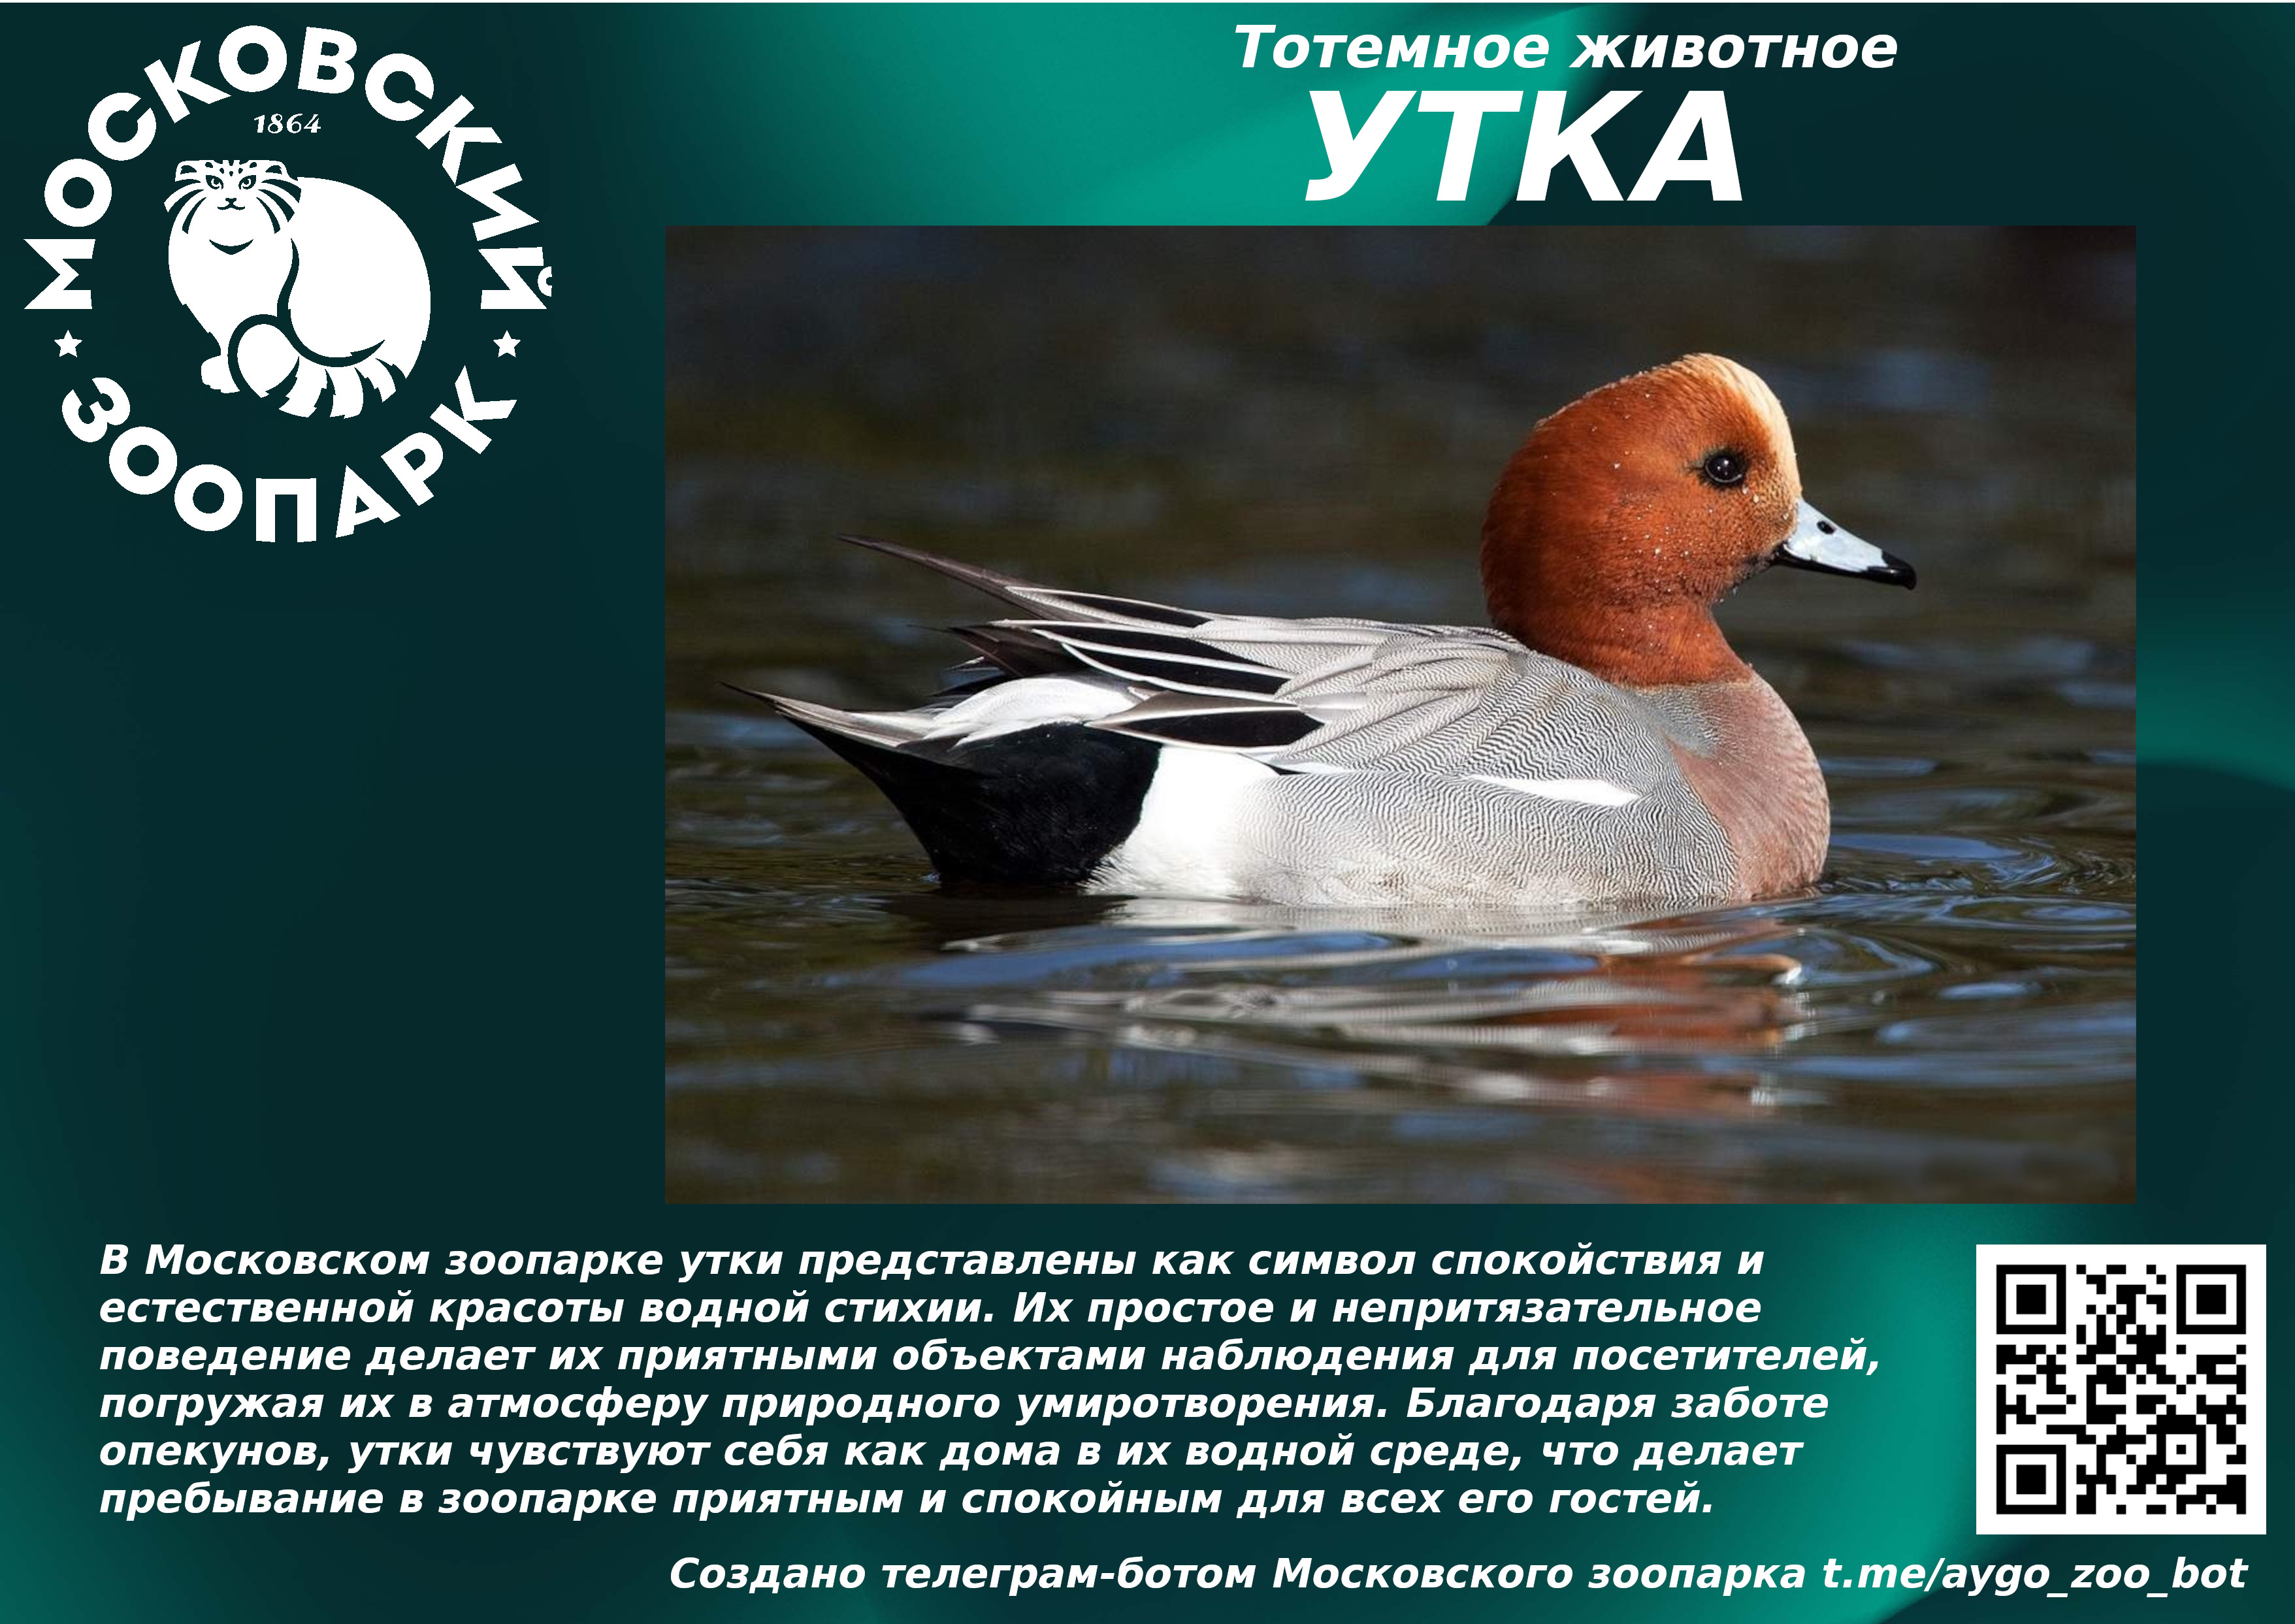 МОСКОВСКИЙ
1864
ЗООПАРК
Тотемное животное
УТКА
В Московском зоопарке утки представлены как символ спокойствия и
естественной красоты водной стихии. Их простое и непритязательное
поведение делает их приятными объектами наблюдения для посетителей,
погружая их в атмосферу природного умиротворения. Благодаря заботе
опекунов, утки чувствуют себя как дома в их водной среде, что делает
пребывание в зоопарке приятным и спокойным для всех его гостей.
Создано телеграм-ботом Московского зоопарка t.me/aygo_zoo_bot